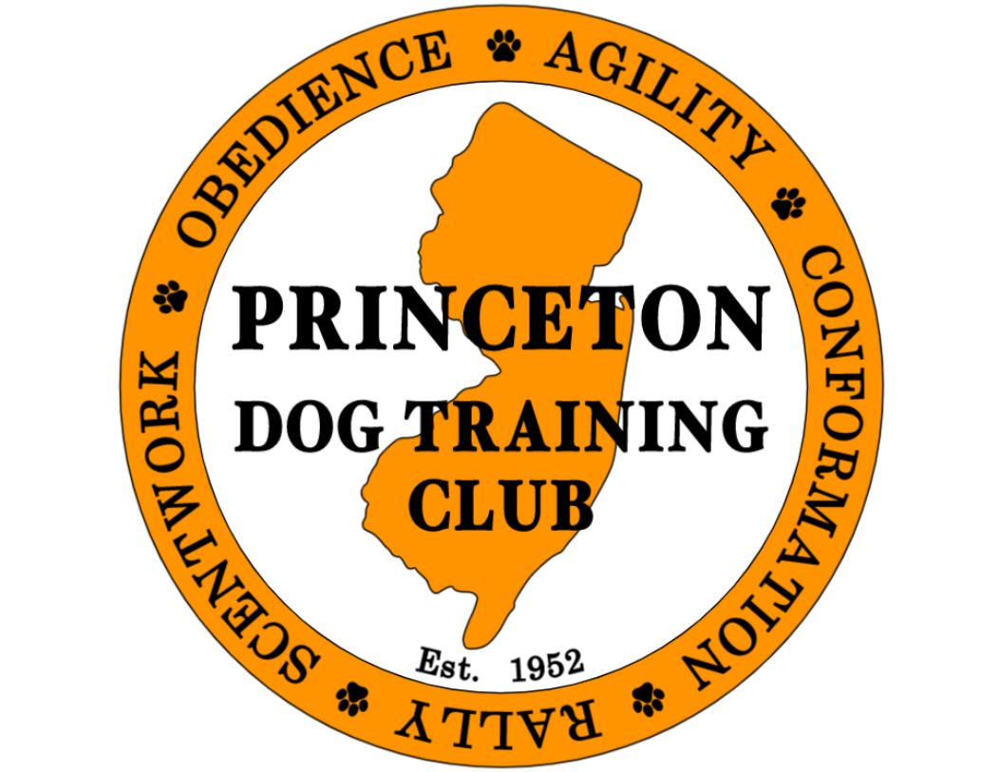 OBEDIENCE
AGILITY
CONFORMATION
RALLY
SCENTWORK
PRINCETON
DOG TRAINING
CLUB
Est. 1952